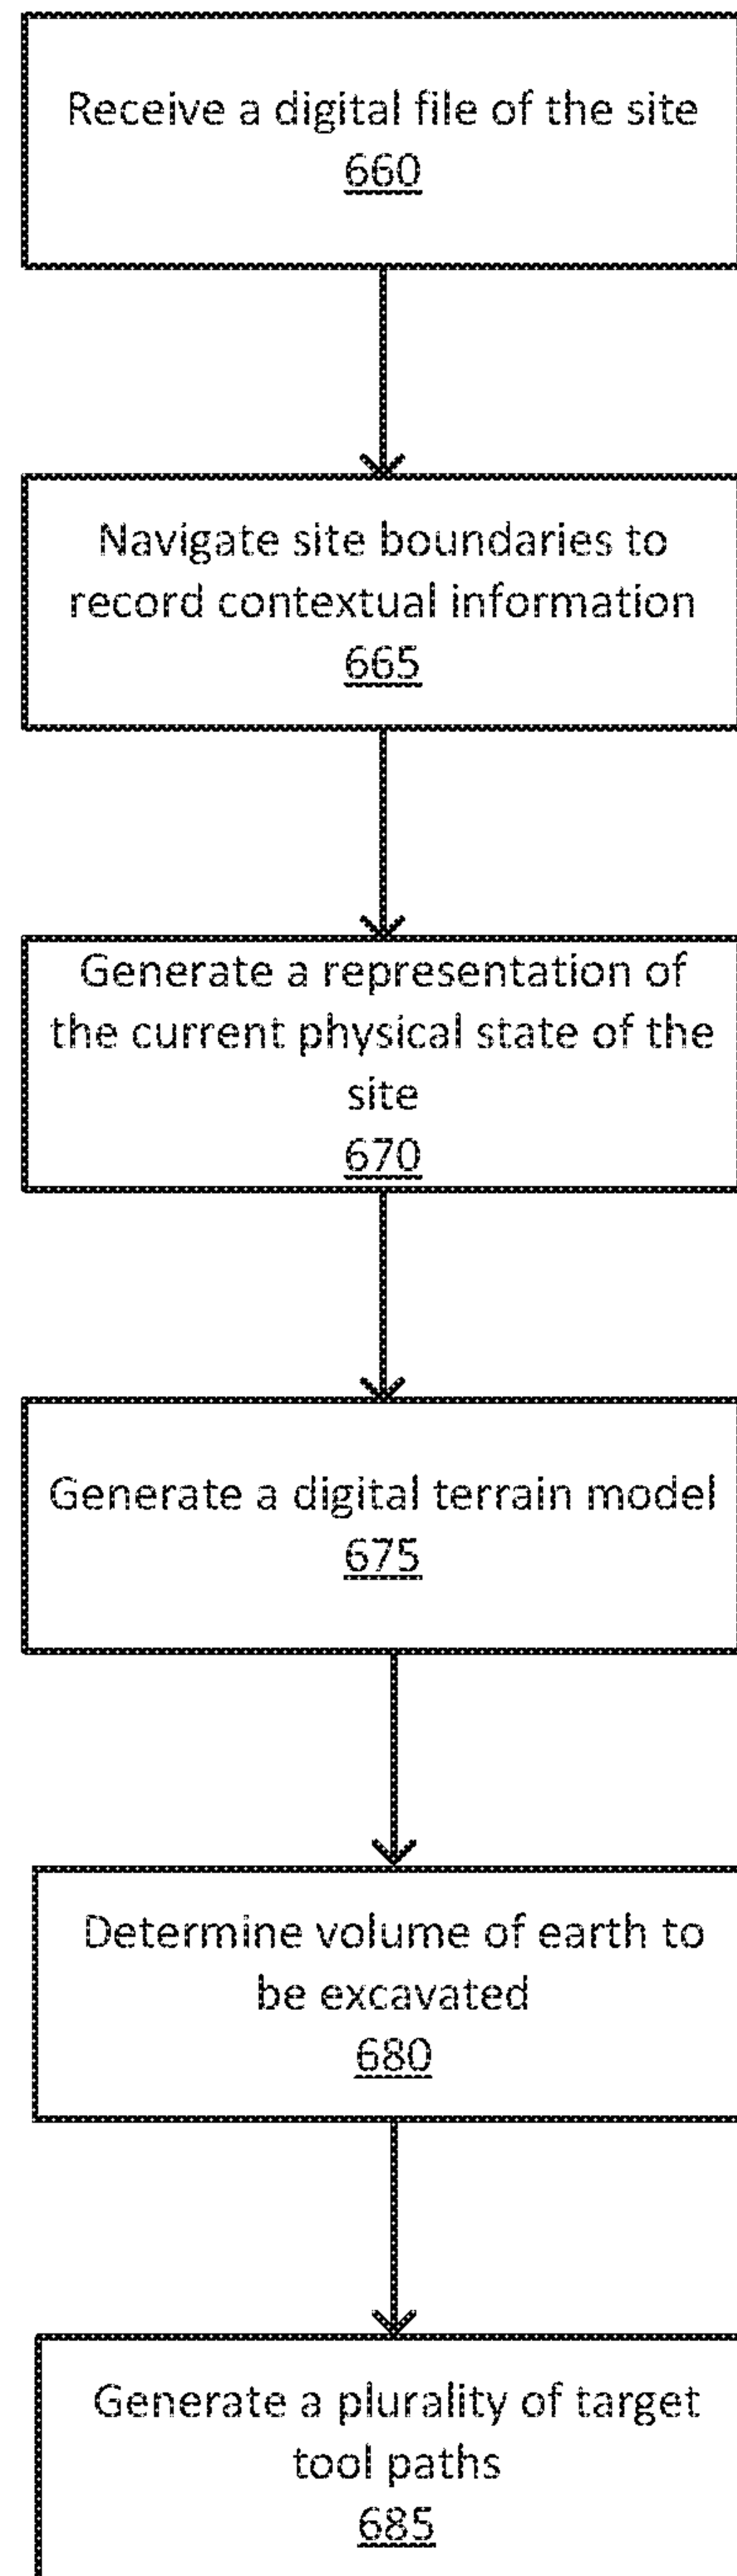 Receive a digital file of the site
660
Navigate site boundaries to
record contextual information
665
Generate a representation of
the current physical state of the
site
670
Generate a digital terrain model
675
Determine volume of earth to
be excavated
680
Generate a plurality of target
tool paths
685